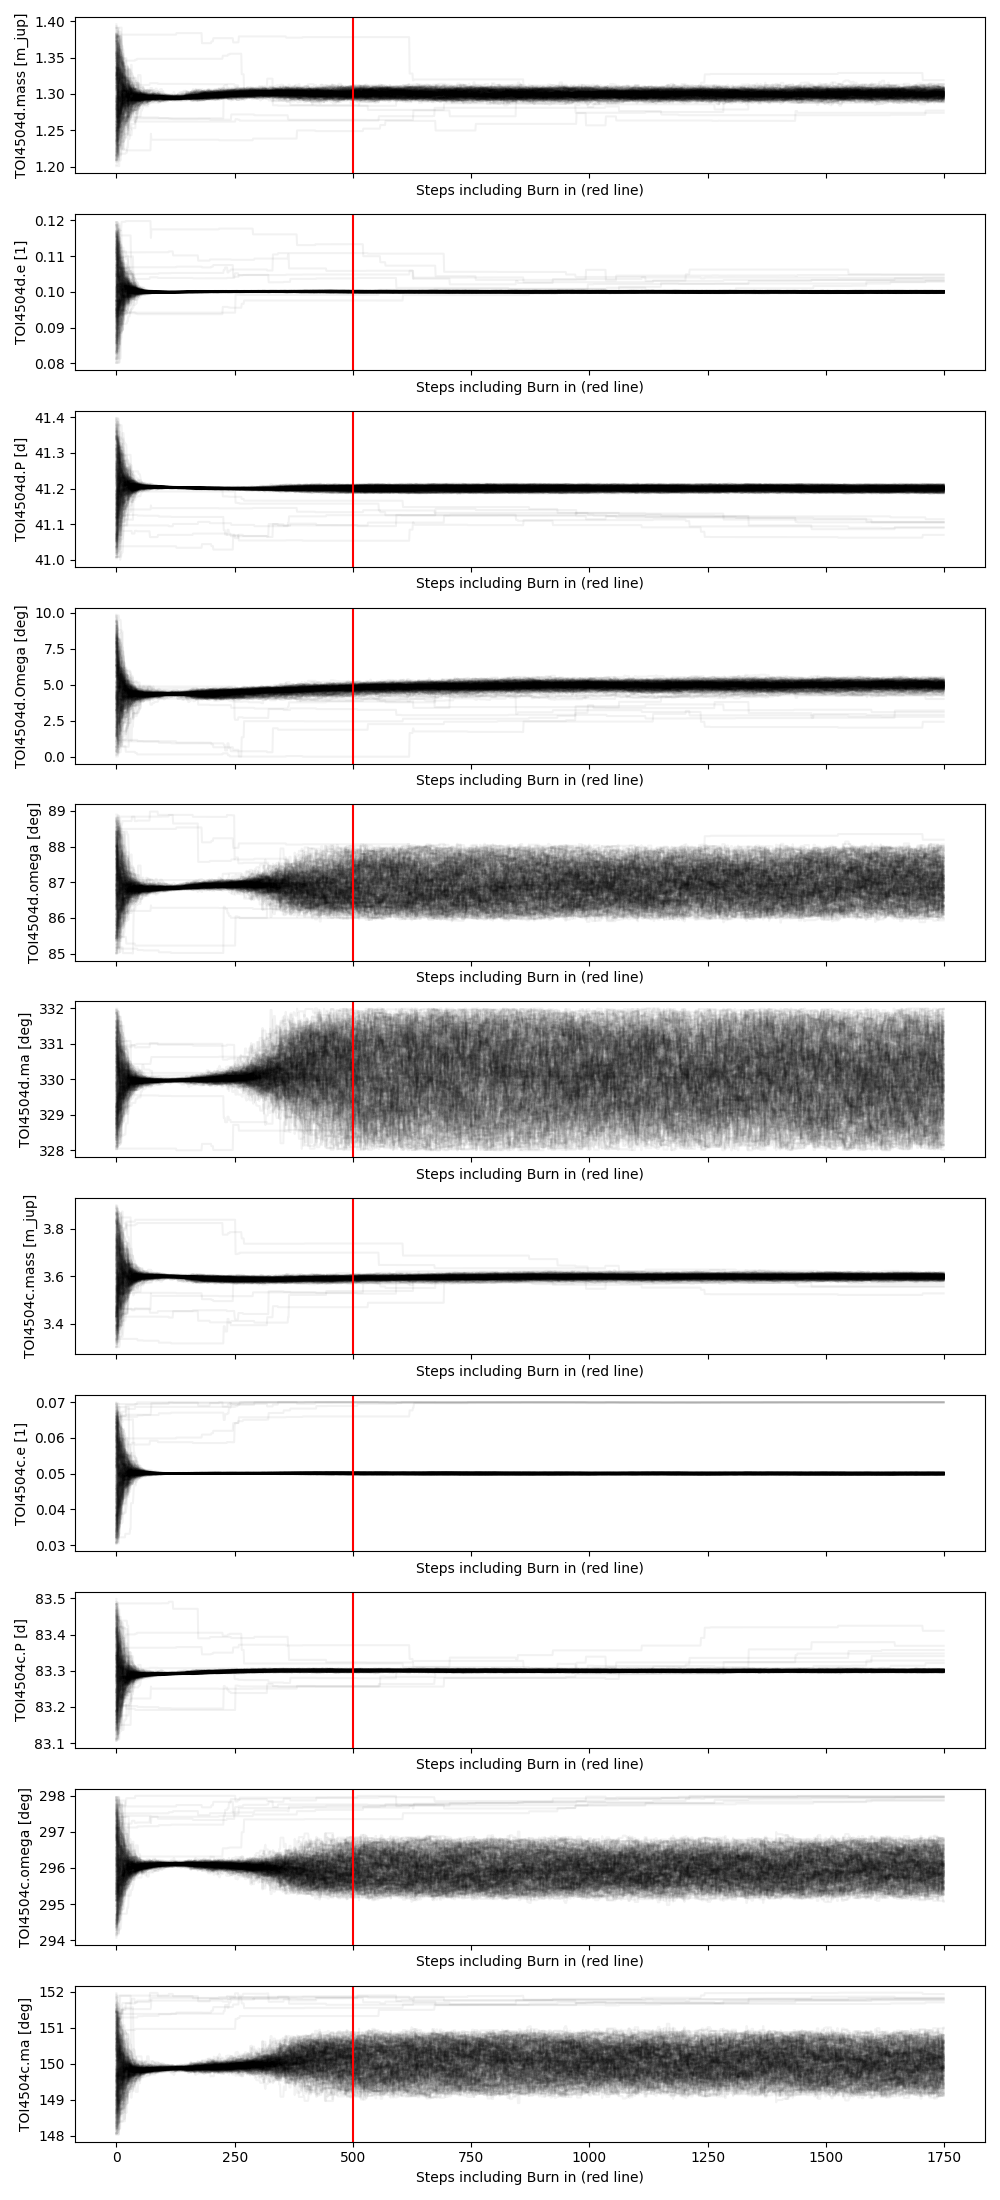 TOI4504d.mass [m_jup]
1.40
1.35
1.30
1.25
1.20
Steps including Burn in (red line)
TOI4504d.e [1]
0.12
0.11
0.10
0.09
0.08
Steps including Burn in (red line)
TOI4504d.P [d]
41.4
41.3
41.2
41.1
41.0
Steps including Burn in (red line)
TOI4504d.Omega [deg]
10.0
7.5
5.0
2.5
0.0
Steps including Burn in (red line)
TOI4504d.omega [deg]
89
88
87
86
85
Steps including Burn in (red line)
TOI4504d.ma [deg]
332
331
330
329
328
Steps including Burn in (red line)
TOI4504c.mass [m_jup]
3.8
3.6
3.4
Steps including Burn in (red line)
TOI4504c.e [1]
0.07
0.06
0.05
0.04
0.03
Steps including Burn in (red line)
TOI4504c.P [d]
83.5
83.4
83.3
83.2
83.1
Steps including Burn in (red line)
TOI4504c.omega [deg]
298
297
296
295
294
Steps including Burn in (red line)
TOI4504c.ma [deg]
152
151
150
149
148
0 250 500 750 1000 1250 1500 1750
Steps including Burn in (red line)